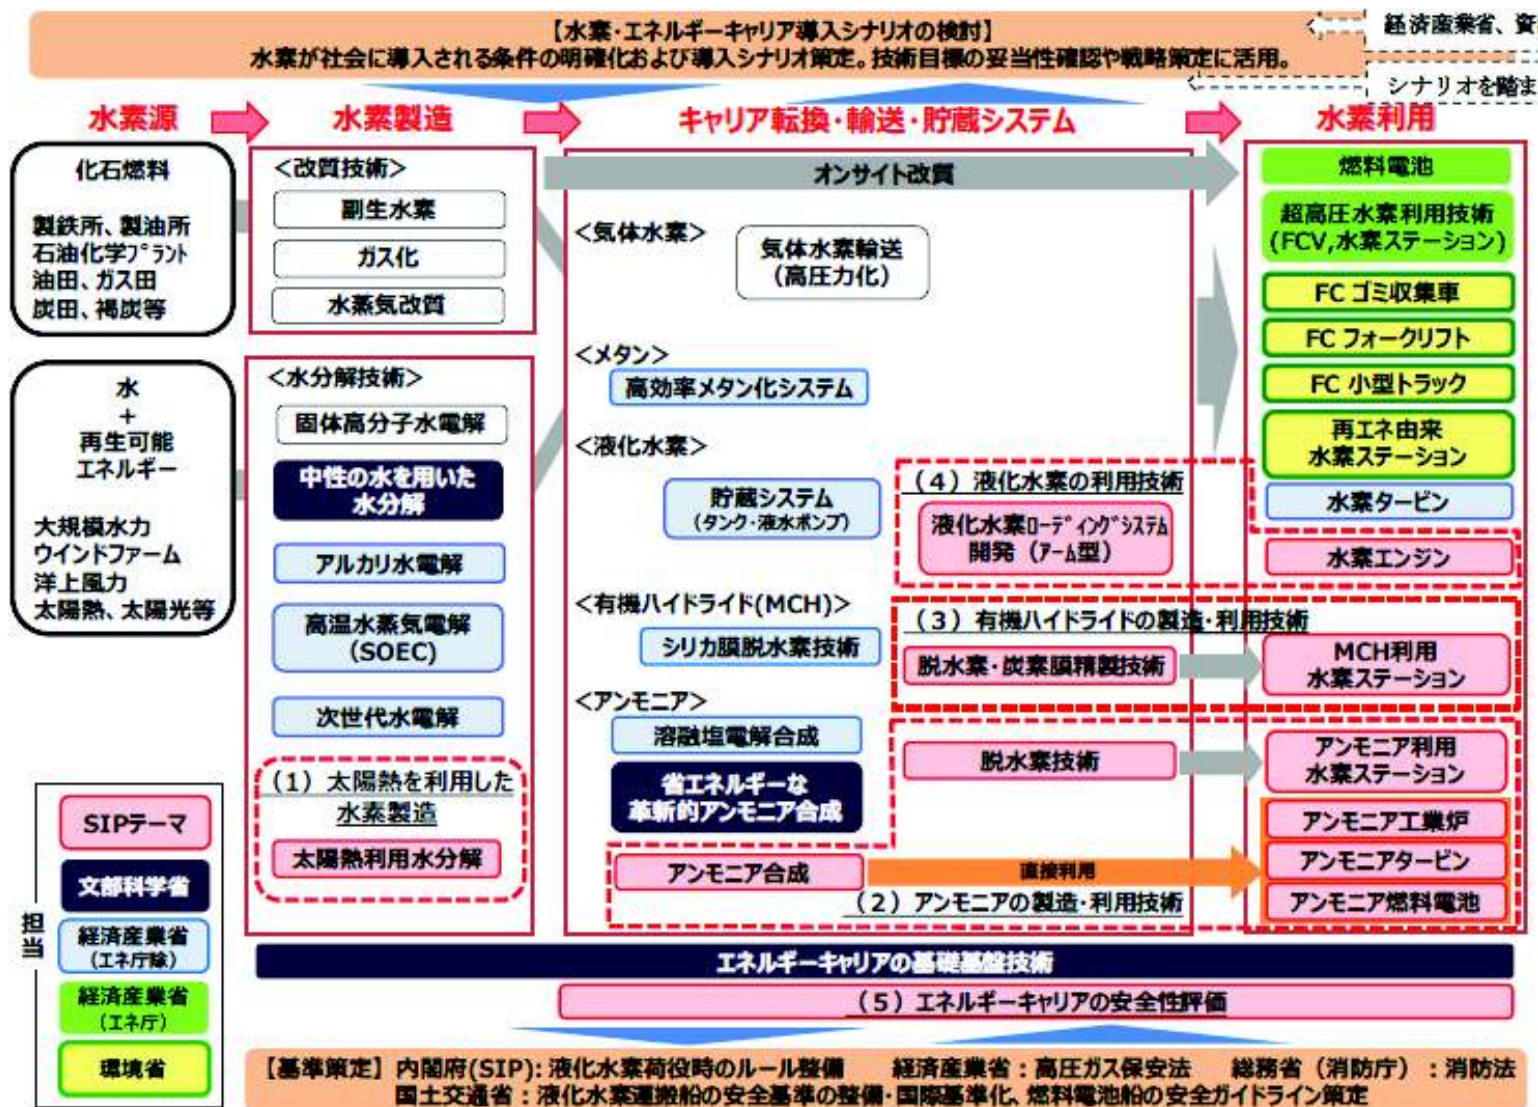 【水素・エネルギーキャリア導入シナリオの検討】
水素が社会に導入される条件の明確化および導入シナリオ策定。技術目標の妥当性確認や戦略策定に活用。
経済産業省、資
シナリオを踏ま
水素源
水素製造
キャリア転換・輸送・貯蔵システム
水素利用
化石燃料
製鉄所、製油所
石油化学ﾌﾟﾗﾝﾄ
油田、ガス田
炭田、褐炭等
水
+
再生可能
エネルギー
大規模水力
ウインドファーム
洋上風力
太陽熱、太陽光等
<改質技術>
副生水素
ガス化
水蒸気改質
<水分解技術>
固体高分子水電解
中性の水を用いた
水分解
アルカリ水電解
高温水蒸気電解
(SOEC)
次世代水電解
(1)太陽熱を利用した
水素製造
太陽熱利用水分解
オンサイト改質
<気体水素>
気体水素輸送
(高圧力化)
<メタン>
高効率メタン化システム
<液化水素>
貯蔵システム
(タンク・液水ポンプ)
(4)液化水素の利用技術
液化水素ﾛｰﾃﾞｨﾝｸﾞｼｽﾃﾑ
開発(ｱｰﾑ型)
<有機ハイドライド(MCH)>
シリカ膜脱水素技術
(3)有機ハイドライドの製造・利用技術
脱水素・炭素膜精製技術
<アンモニア>
溶融塩電解合成
省エネルギーな
革新的アンモニア合成
脱水素技術
アンモニア合成
直接利用
(2)アンモニアの製造・利用技術
燃料電池
超高圧水素利用技術
(FCV,水素ステーション)
FC ゴミ収集車
FC フォークリフト
FC 小型トラック
再エネ由来
水素ステーション
水素タービン
水素エンジン
MCH利用
水素ステーション
アンモニア利用
水素ステーション
アンモニア工業炉
アンモニアタービン
アンモニア燃料電池
担当
SIPテーマ
文部科学省
経済産業省
(エネ庁除)
経済産業省
(エネ庁)
環境省
エネルギーキャリアの基礎基盤技術
(5)エネルギーキャリアの安全性評価
【基準策定】内閣府(SIP):液化水素荷役時のルール整備 経済産業省:高圧ガス保安法 総務省(消防庁):消防法
国土交通省:液化水素運搬船の安全基準の整備・国際基準化、燃料電池船の安全ガイドライン策定